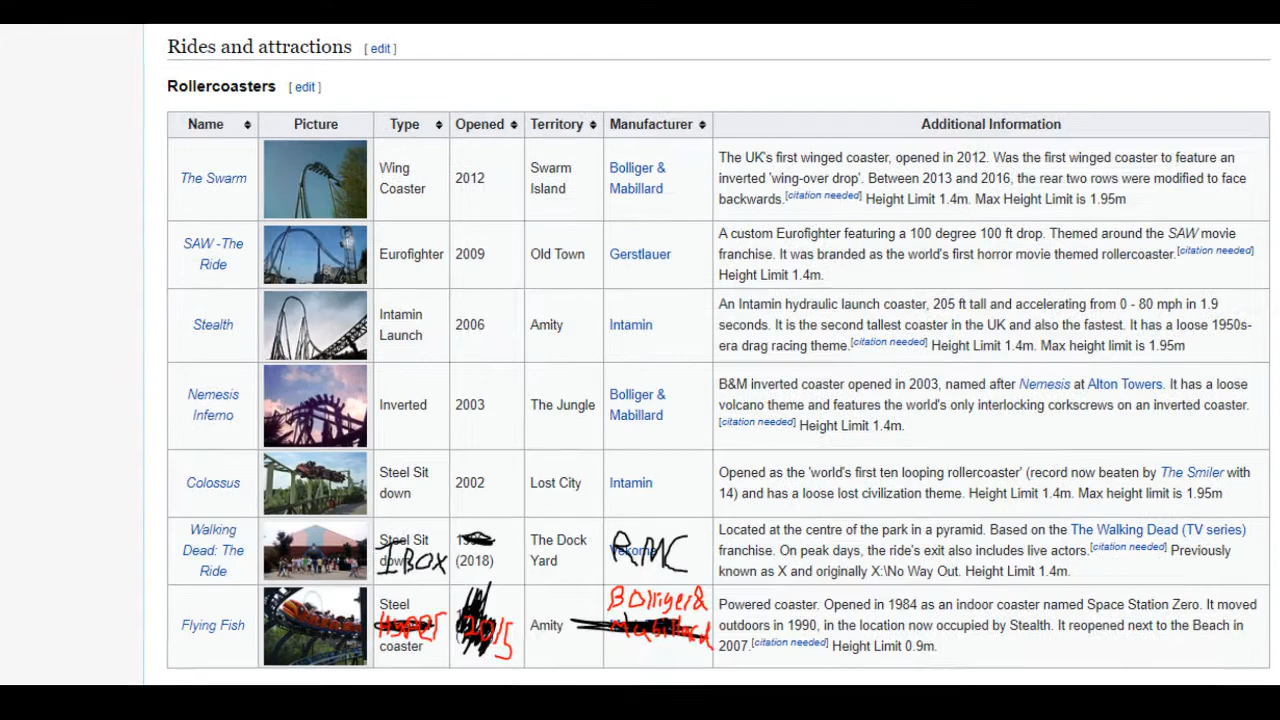 Rides and attractions [ edit ]
Rollercoasters [ edit ]
Name Picture Type Opened Territory Manufacturer Additional Information
The Swarm
Wing
Coaster
2012
Swarm
Island
Bolliger &
Mabillard
The UK's first winged coaster, opened in 2012. Was the first winged coaster to feature an
inverted 'wing-over drop'. Between 2013 and 2016, the rear two rows were modified to face
backwards.[citation needed] Height Limit 1.4m. Max Height Limit is 1.95m
SAW -The
Ride
Eurofighter
2009
Old Town
Gerstlauer
A custom Eurofighter featuring a 100 degree 100 ft drop. Themed around the SAW movie
franchise. It was branded as the world's first horror movie themed rollercoaster.[citation needed]
Height Limit 1.4m.
Stealth
Intamin
Launch
2006
Amity
Intamin
An Intamin hydraulic launch coaster, 205 ft tall and accelerating from 0 - 80 mph in 1.9
seconds. It is the second tallest coaster in the UK and also the fastest. It has a loose 1950s-
era drag racing theme.[citation needed] Height Limit 1.4m. Max height limit is 1.95m
Nemesis
Inferno
Inverted
2003
The Jungle
Bolliger &
Mabillard
B&M inverted coaster opened in 2003, named after Nemesis at Alton Towers. It has a loose
volcano theme and features the world's only interlocking corkscrews on an inverted coaster.
[citation needed] Height Limit 1.4m.
Colossus
Steel Sit
down
2002
Lost City
Intamin
Opened as the 'world's first ten looping rollercoaster' (record now beaten by The Smiler with
14) and has a loose lost civilization theme. Height Limit 1.4m. Max height limit is 1.95m
Walking
Dead: The
Ride
Steel Sit
down
IBOX
(2018)
The Dock
Yard
Vekoma
RMC
Located at the centre of the park in a pyramid. Based on the The Walking Dead (TV series)
franchise. On peak days, the ride's exit also includes live actors.[citation needed] Previously
known as X and originally X:\No Way Out. Height Limit 1.4m.
Flying Fish
Steel
HYPER
coaster
2015
Amity
Bolliger &
Mabillard
Powered coaster. Opened in 1984 as an indoor coaster named Space Station Zero. It moved
outdoors in 1990, in the location now occupied by Stealth. It reopened next to the Beach in
2007.[citation needed] Height Limit 0.9m.